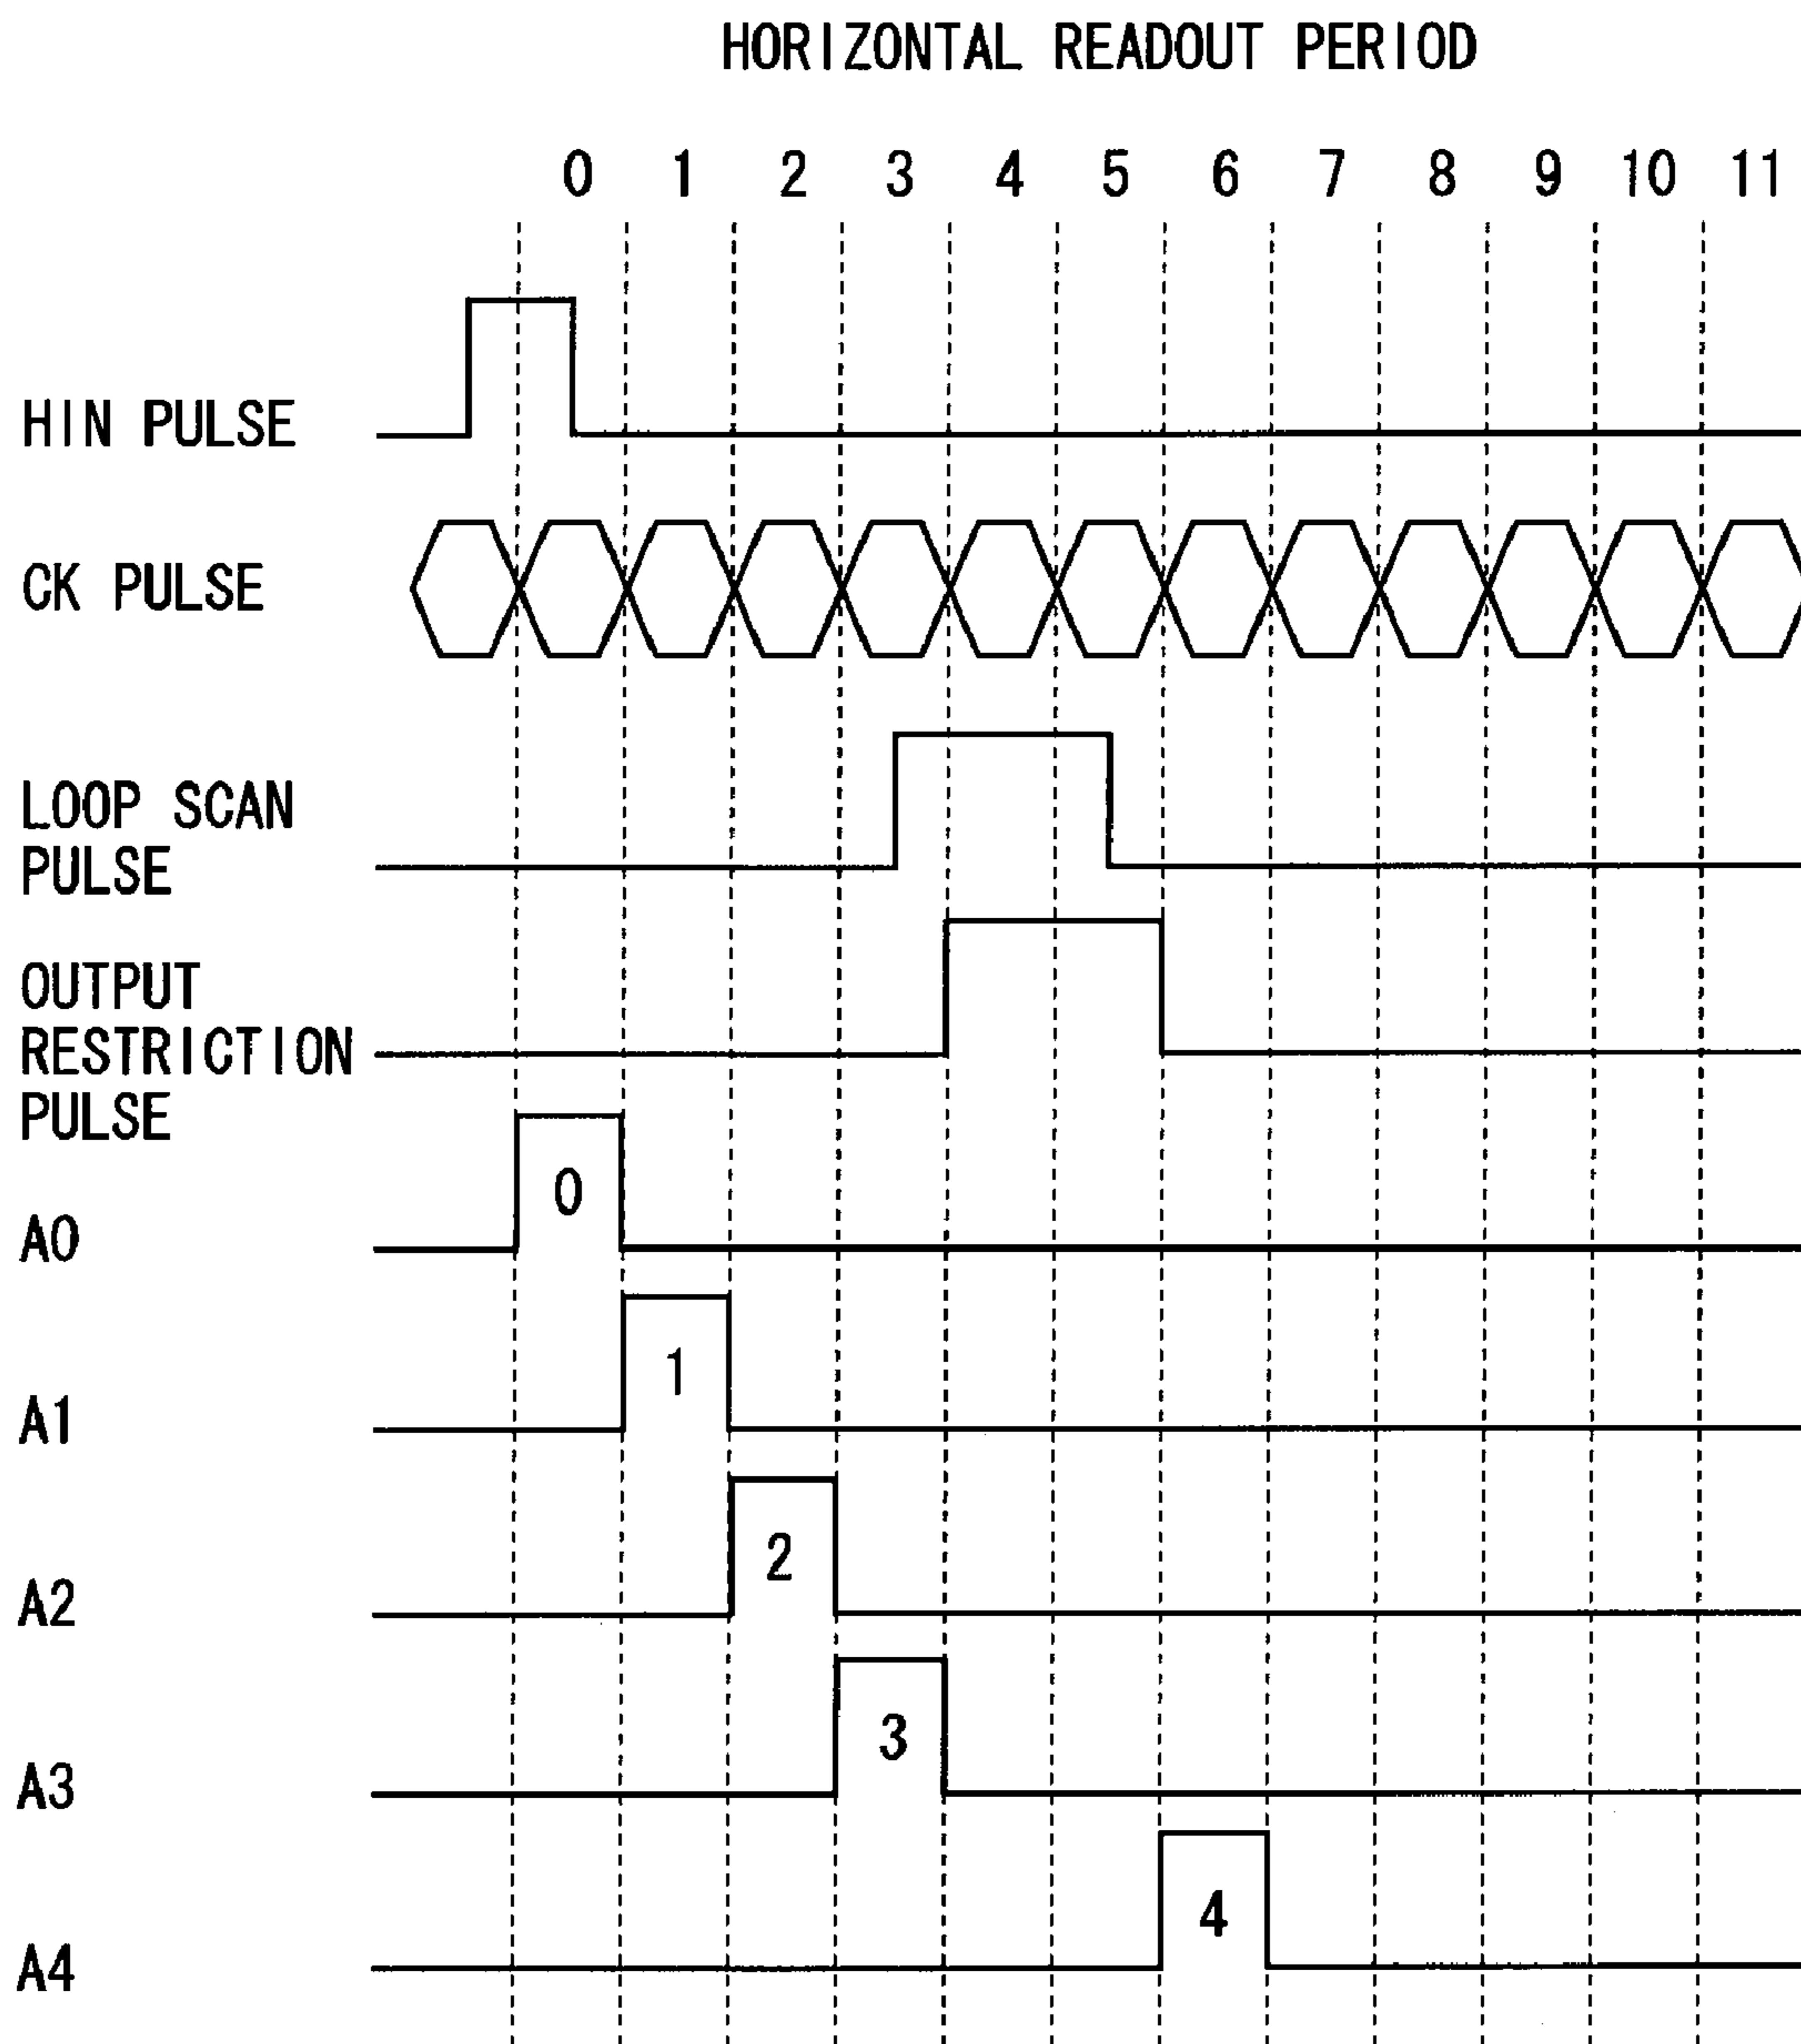 HORIZONTAL READOUT PERIOD
0 1 2 3 4 5 6 7 8 9 10 11
HIN PULSE
CK PULSE
LOOP SCAN
PULSE
OUTPUT
RESTRICTION
PULSE
0
A0
1
A1
2
A2
3
A3
4
A4